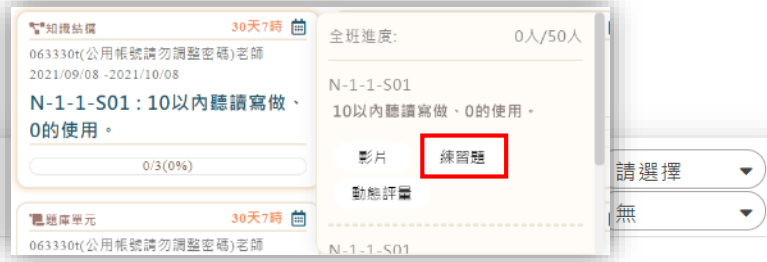 知識結構 30天7時
063330t(公用帳號請勿調整密碼)老師
2021/09/08 -2021/10/08
N-1-1-S01：10以內聽讀寫做、
0的使用。
0/3(0%)
題庫單元 30天7時
063330t(公用帳號請勿調整密碼)老師
全班進度: 0人/50人
N-1-1-S01
10以內聽讀寫做、0的使用。
影片 練習題
動態評量
N-1-1-S01
請選擇
無